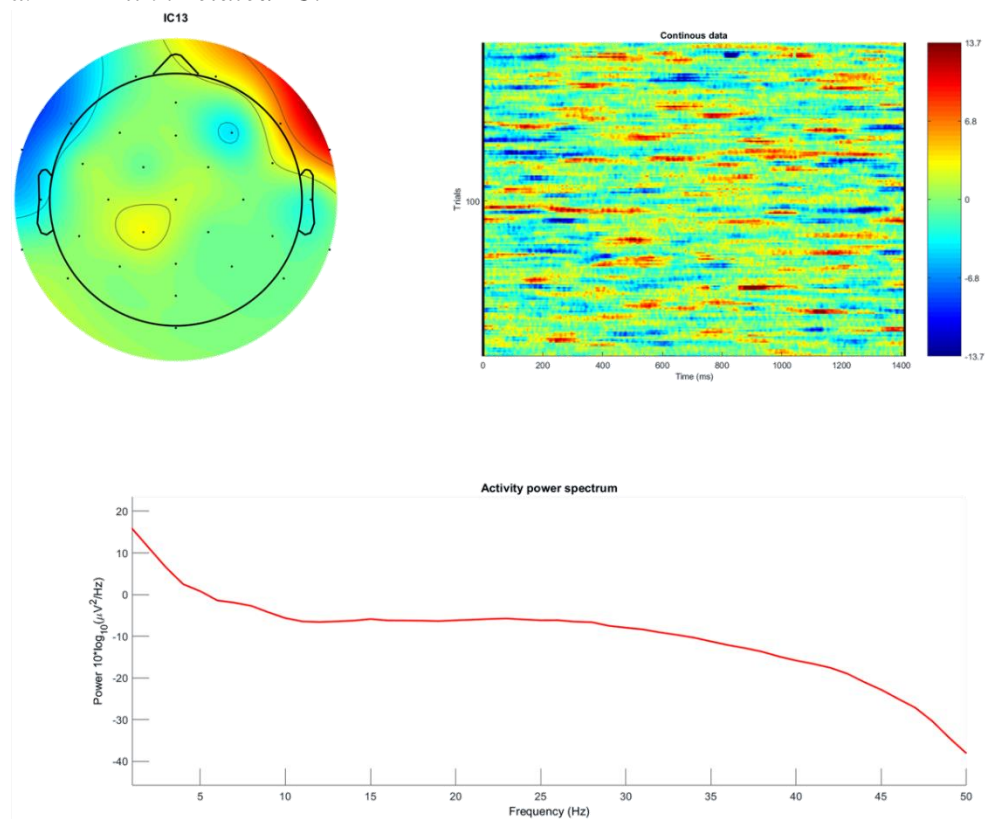 IC13
Continous data
13.7
6.8
0
-6.8
-13.7
Trials
100
0 200 400 600 800 1000 1200 1400
Time (ms)
Activity power spectrum
20
10
0
-10
-20
-30
-40
Power 10*log10(μV2/Hz)
5 10 15 20 25 30 35 40 45 50
Frequency (Hz)